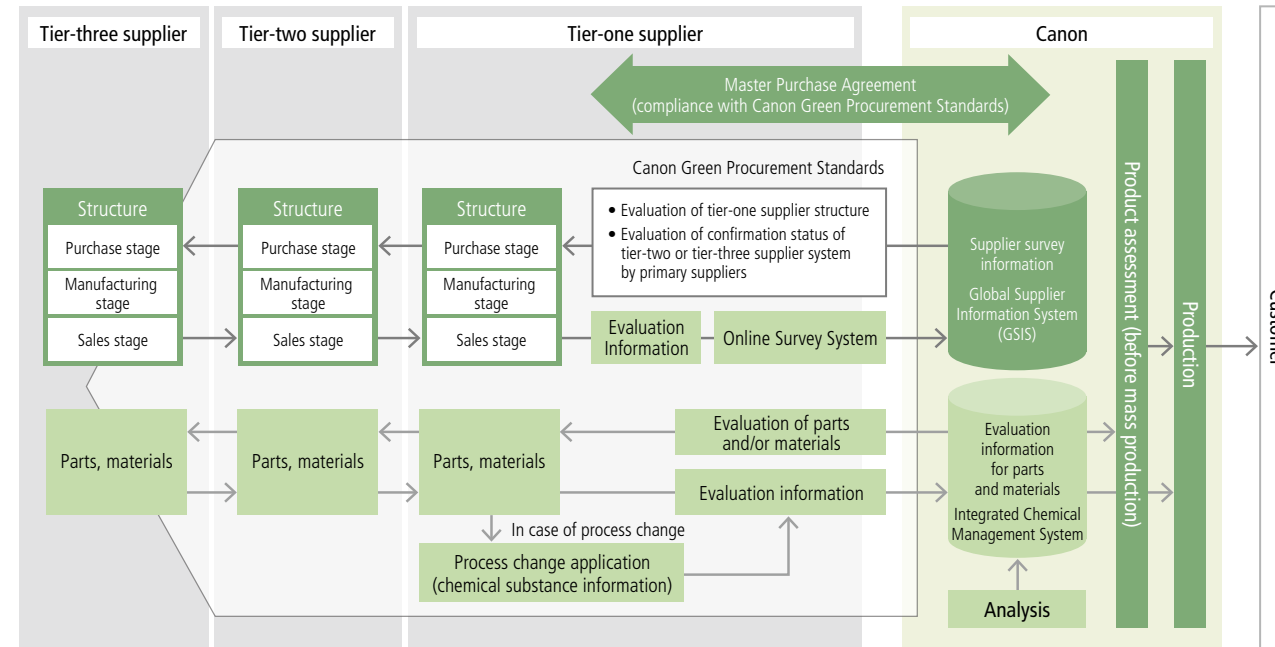 Tier-three supplier
Tier-two supplier
Tier-one supplier
Canon
Master Purchase Agreement
(compliance with Canon Green Procurement Standards)
Canon Green Procurement Standards
Structure
Purchase stage
Manufacturing
stage
Sales stage
Structure
Purchase stage
Manufacturing
stage
Sales stage
Structure
Purchase stage
Manufacturing
stage
Sales stage
• Evaluation of tier-one supplier structure
• Evaluation of confirmation status of
tier-two or tier-three supplier system
by primary suppliers
Evaluation
Information
Online Survey System
Supplier survey
information
Global Supplier
Information System
(GSIS)
Product assessment (before mass production)
Production
Customer
Parts, materials
Parts, materials
Parts, materials
Evaluation of parts
and/or materials
Evaluation information
In case of process change
Process change application
(chemical substance information)
Evaluation
information
for parts
and materials
Integrated Chemical
Management System
Analysis